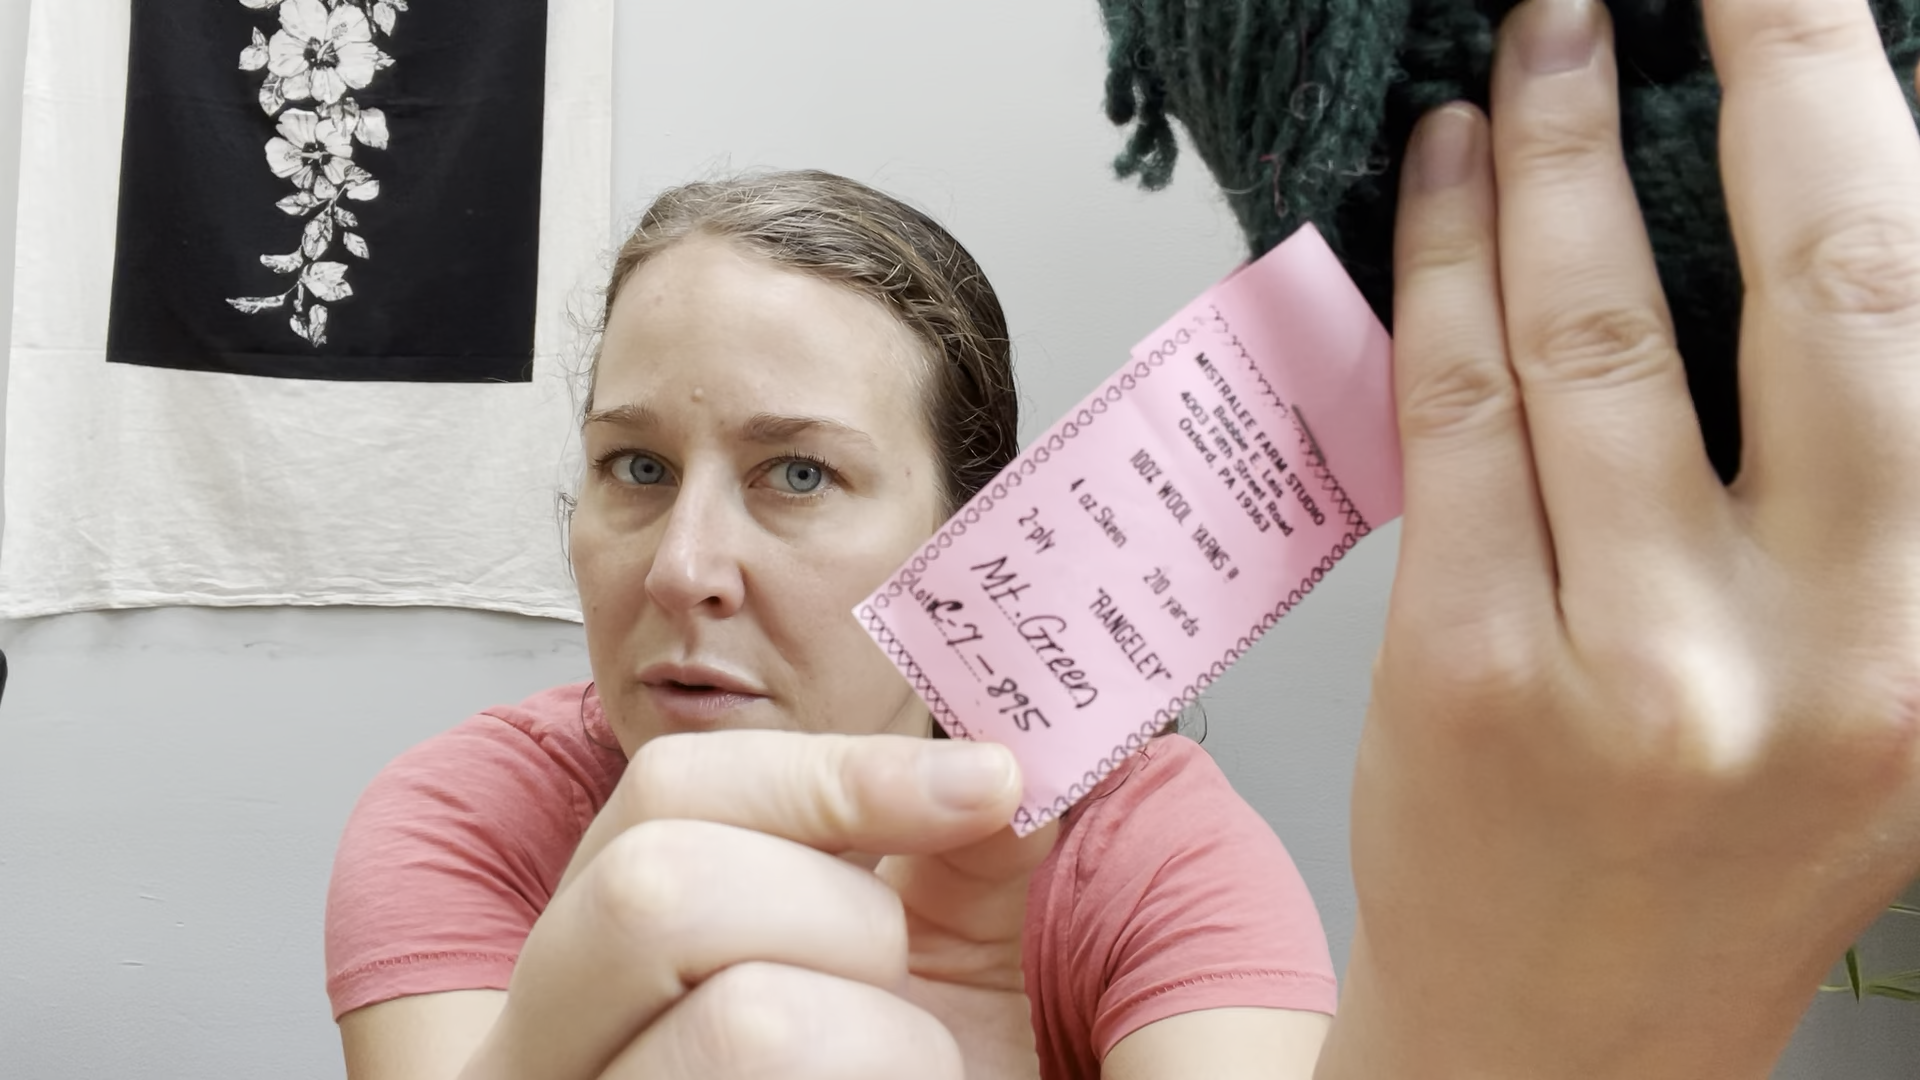 MISTRALEE FARM STUDIO
Bobbie E. Leis
4003 Fifth Street Road
Oxford, PA 19363
100% WOOL YARNS
4 oz. Skein 210 yards
2-ply "RANGELEY"
Mt. Green
Lot# C-7-895